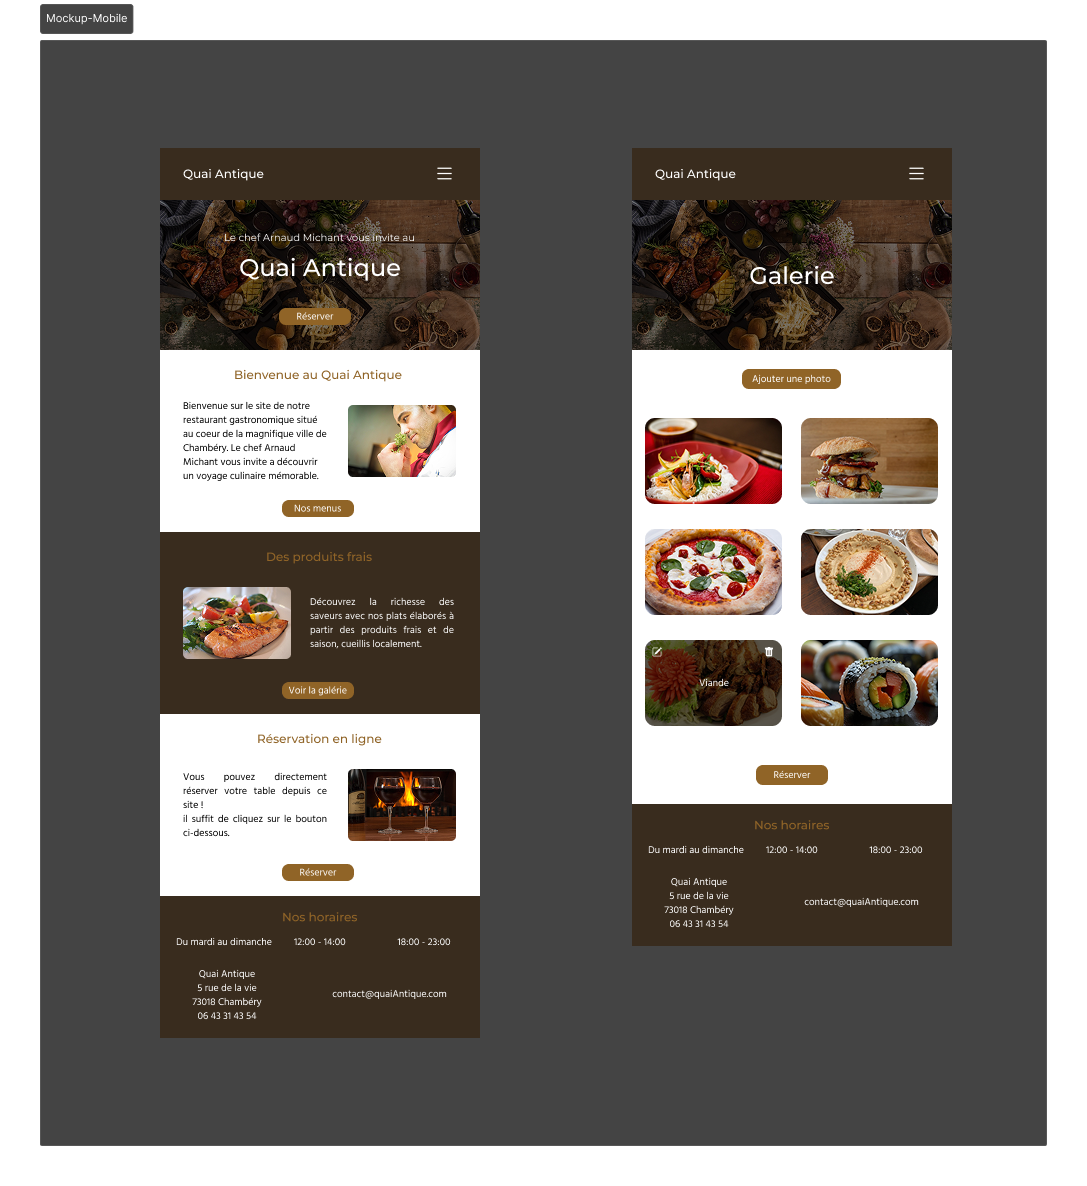 Mockup-Mobile
Quai Antique
Le chef Arnaud Michant vous invite au
Quai Antique
Réserver
Bienvenue au Quai Antique
Bienvenue sur le site de notre
restaurant gastronomique situé
au coeur de la magnifique ville de
Chambéry. Le chef Arnaud
Michant vous invite a découvrir
un voyage culinaire mémorable.
Nos menus
Des produits frais
Découvrez la richesse des
saveurs avec nos plats élaborés à
partir des produits frais et de
saison, cueillis localement.
Voir la galérie
Réservation en ligne
Vous pouvez directement
réserver votre table depuis ce
site !
il suffit de cliquez sur le bouton
ci-dessous.
Réserver
Nos horaires
Du mardi au dimanche 12:00 - 14:00 18:00 - 23:00
Quai Antique
5 rue de la vie
73018 Chambéry
06 43 31 43 54
contact@quaiAntique.com
Quai Antique
Galerie
Ajouter une photo
Viande
Réserver
Nos horaires
Du mardi au dimanche 12:00 - 14:00 18:00 - 23:00
Quai Antique
5 rue de la vie
73018 Chambéry
06 43 31 43 54
contact@quaiAntique.com